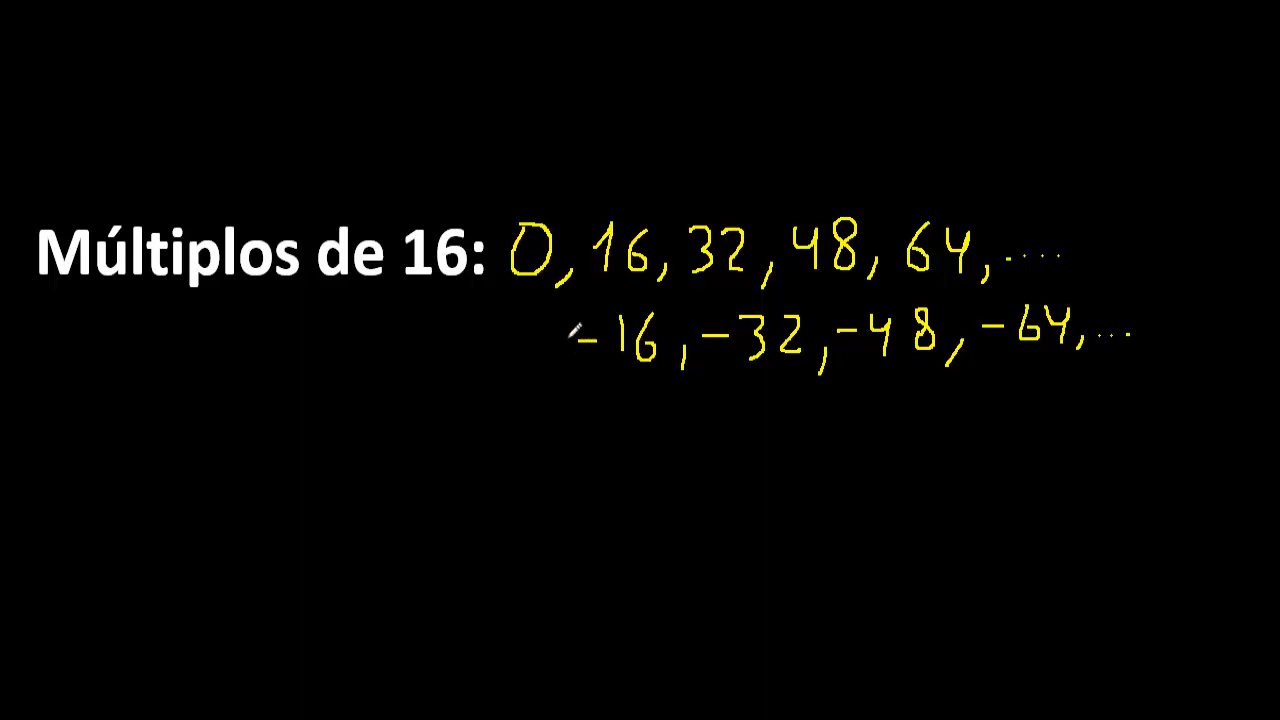 Múltiplos de 16: 0, 16, 32, 48, 64, ....
-16, -32, -48, -64, ...